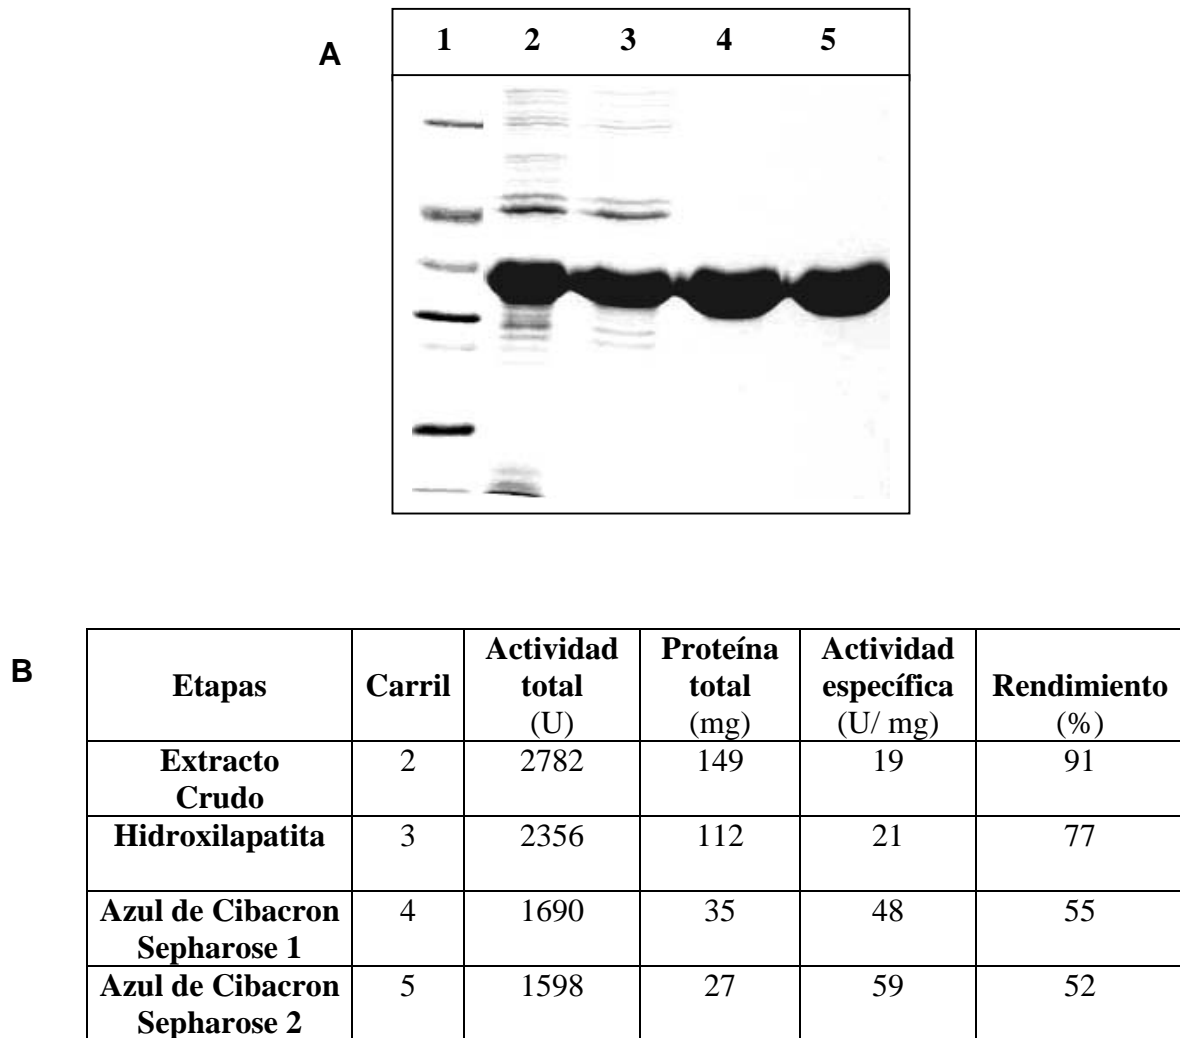 A
1 2 3 4 5
B
Etapas Carril Actividad total (U) Proteína total (mg) Actividad específica (U/ mg) Rendimiento (%)
Extracto Crudo 2 2782 149 19 91
Hidroxilapatita 3 2356 112 21 77
Azul de Cibacron Sepharose 1 4 1690 35 48 55
Azul de Cibacron Sepharose 2 5 1598 27 59 52